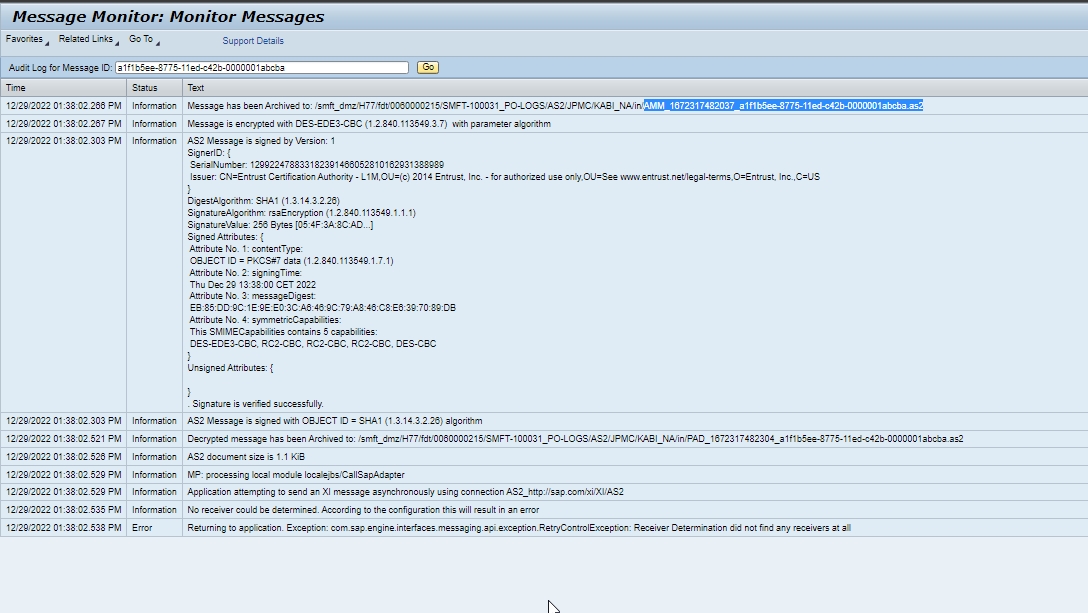 Message Monitor: Monitor Messages
Favorites Related Links Go To Support Details
Audit Log for Message ID: a1f1b5ee-8775-11ed-c42b-0000001abcba Go
Time Status Text
12/29/2022 01:38:02.266 PM Information Message has been Archived to: /smft_dmz/H77/fdt/0060000215/SMFT-100031_PO-LOGS/AS2/JPMC/KABI_NA/in/AMM_1672317482037_a1f1b5ee-8775-11ed-c42b-0000001abcba.as2
12/29/2022 01:38:02.267 PM Information Message is encrypted with DES-EDE3-CBC (1.2.840.113549.3.7) with parameter algorithm
12/29/2022 01:38:02.303 PM Information AS2 Message is signed by Version: 1
SignerID: {
SerialNumber: 129922478833182391466052810162931388989
Issuer: CN=Entrust Certification Authority - L1M,OU=(c) 2014 Entrust, Inc. - for authorized use only,OU=See www.entrust.net/legal-terms,O=Entrust, Inc.,C=US
}
DigestAlgorithm: SHA1 (1.3.14.3.2.26)
SignatureAlgorithm: rsaEncryption (1.2.840.113549.1.1.1)
SignatureValue: 256 Bytes [05:4F:3A:8C:AD...]
Signed Attributes: {
Attribute No. 1: contentType:
OBJECT ID = PKCS#7 data (1.2.840.113549.1.7.1)
Attribute No. 2: signingTime:
Thu Dec 29 13:38:00 CET 2022
Attribute No. 3: messageDigest:
EB:85:DD:9C:1E:9E:E0:3C:A6:46:9C:79:A8:46:C8:E6:39:70:89:DB
Attribute No. 4: symmetricCapabilities:
This SMIMECapabilities contains 5 capabilities:
DES-EDE3-CBC, RC2-CBC, RC2-CBC, RC2-CBC, DES-CBC
}
Unsigned Attributes: {
}
. Signature is verified successfully.
12/29/2022 01:38:02.303 PM Information AS2 Message is signed with OBJECT ID = SHA1 (1.3.14.3.2.26) algorithm
12/29/2022 01:38:02.521 PM Information Decrypted message has been Archived to: /smft_dmz/H77/fdt/0060000215/SMFT-100031_PO-LOGS/AS2/JPMC/KABI_NA/in/PAD_1672317482304_a1f1b5ee-8775-11ed-c42b-0000001abcba.as2
12/29/2022 01:38:02.526 PM Information AS2 document size is 1.1 KiB
12/29/2022 01:38:02.529 PM Information MP: processing local module localejbs/CallSapAdapter
12/29/2022 01:38:02.529 PM Information Application attempting to send an XI message asynchronously using connection AS2_http://sap.com/xi/XI/AS2
12/29/2022 01:38:02.535 PM Information No receiver could be determined. According to the configuration this will result in an error
12/29/2022 01:38:02.538 PM Error Returning to application. Exception: com.sap.engine.interfaces.messaging.api.exception.RetryControlException: Receiver Determination did not find any receivers at all